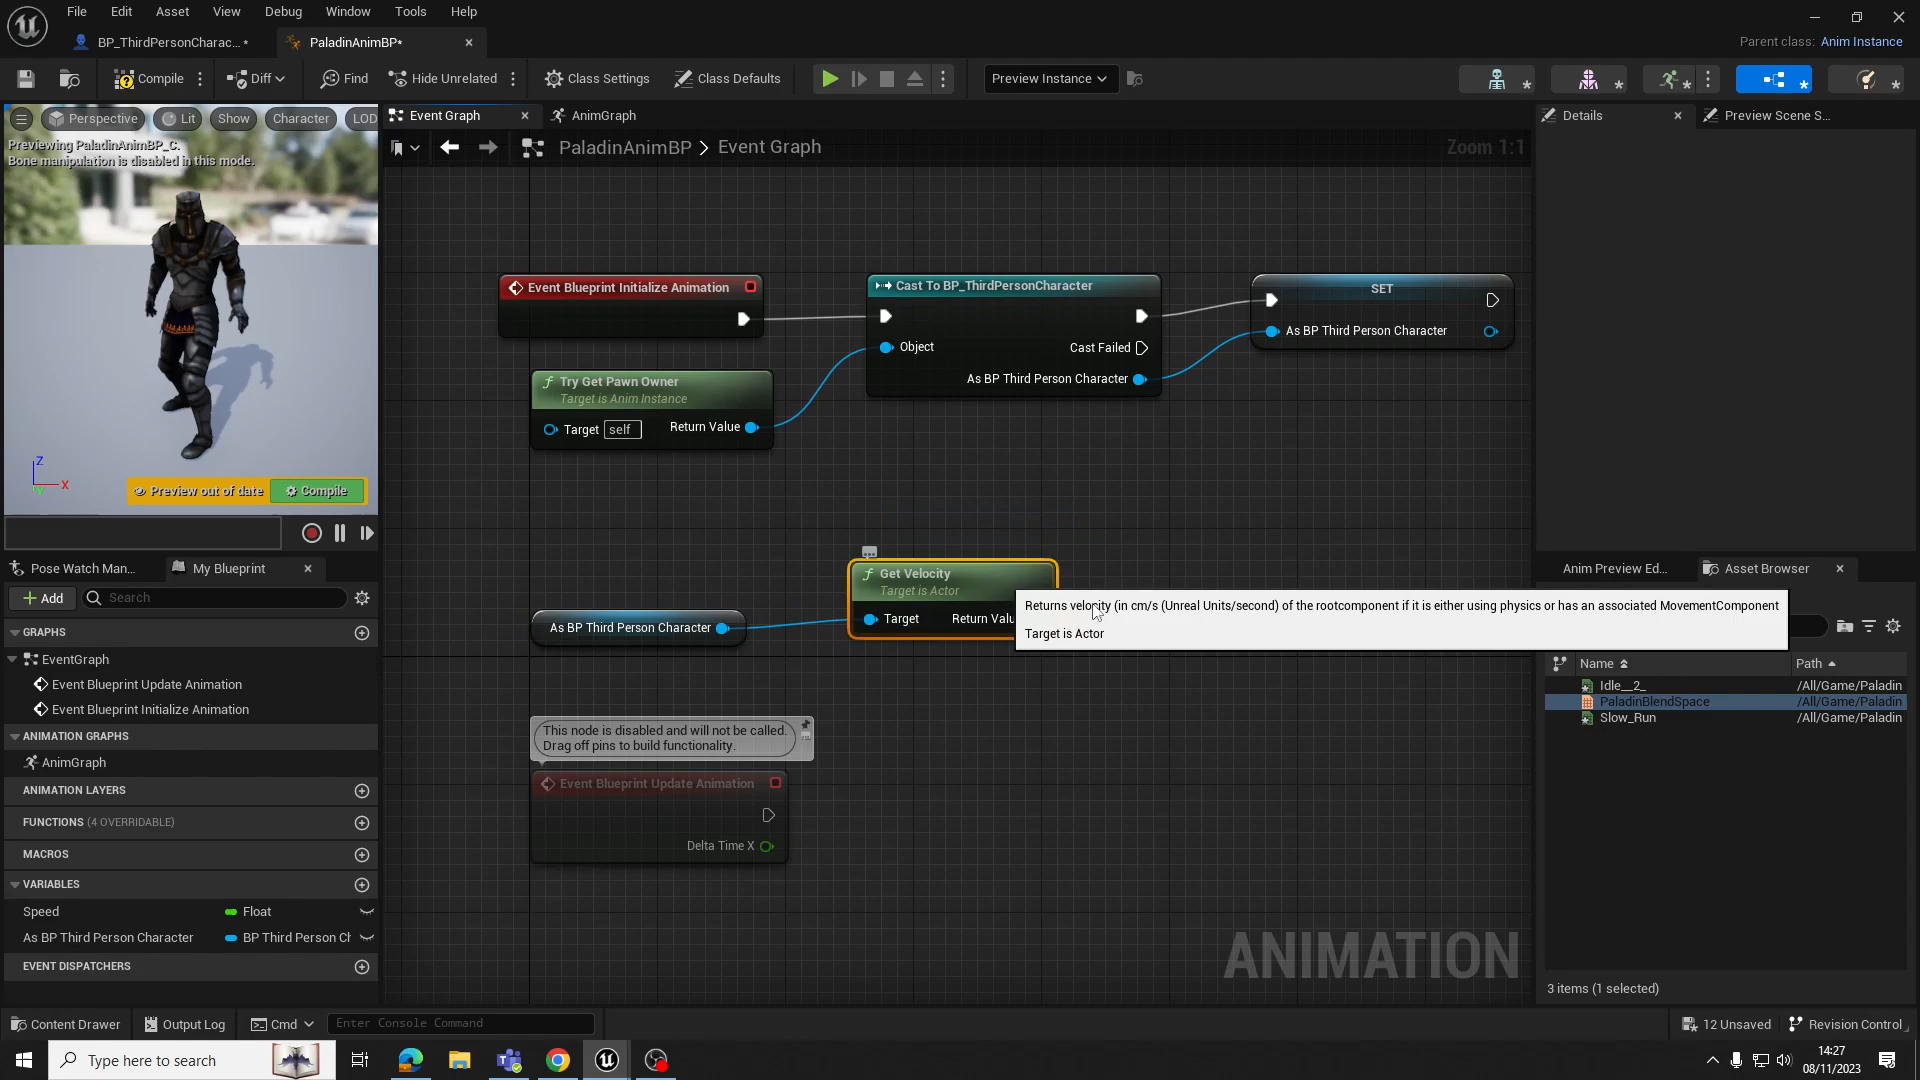 File Edit Asset View Debug Window Tools Help
BP_ThirdPersonCharac... *
PaladinAnimBP*
Parent class: Anim Instance
Compile
Diff
Find
Hide Unrelated
Class Settings
Class Defaults
Preview Instance
Perspective
Lit
Show
Character
LOD
Previewing PaladinAnimBP_C.
Bone manipulation is disabled in this mode.
Z
X
Y
Preview out of date
Compile
Event Graph
AnimGraph
PaladinAnimBP > Event Graph
Zoom 1:1
Event Blueprint Initialize Animation
Try Get Pawn Owner
Target is Anim Instance
Target self
Return Value
Cast To BP_ThirdPersonCharacter
Object
Cast Failed
As BP Third Person Character
SET
As BP Third Person Character
As BP Third Person Character
Get Velocity
Target is Actor
Target
Return Valu
Returns velocity (in cm/s (Unreal Units/second) of the rootcomponent if it is either using physics or has an associated MovementComponent
Target is Actor
This node is disabled and will not be called.
Drag off pins to build functionality.
Event Blueprint Update Animation
Delta Time X
ANIMATION
Pose Watch Man...
My Blueprint
Add
Search
GRAPHS
EventGraph
Event Blueprint Update Animation
Event Blueprint Initialize Animation
ANIMATION GRAPHS
AnimGraph
ANIMATION LAYERS
FUNCTIONS (4 OVERRIDABLE)
MACROS
VARIABLES
Speed Float
As BP Third Person Character BP Third Person Ch
EVENT DISPATCHERS
Details
Preview Scene S...
Anim Preview Ed...
Asset Browser
Name Path
Idle__2_ /All/Game/Paladin
PaladinBlendSpace /All/Game/Paladin
Slow_Run /All/Game/Paladin
3 items (1 selected)
Content Drawer
Output Log
Cmd
Enter Console Command
12 Unsaved
Revision Control
Type here to search
14:27
08/11/2023